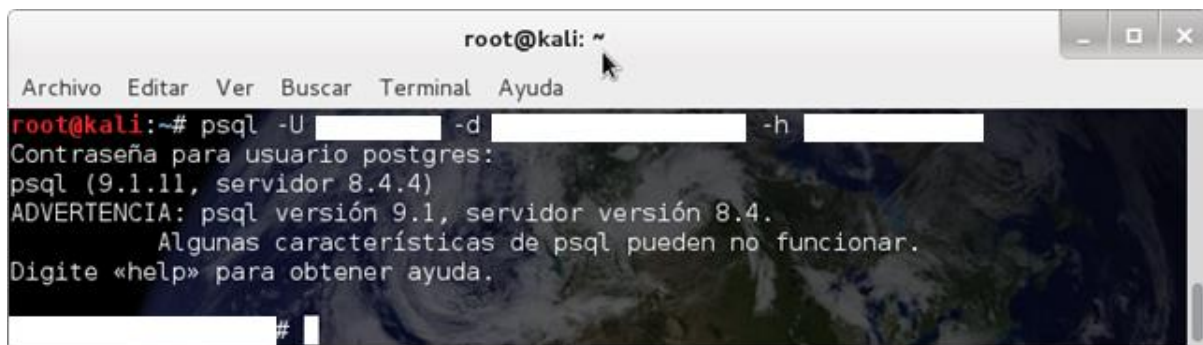 root@kali: ~
Archivo Editar Ver Buscar Terminal Ayuda
root@kali:~# psql -U -d -h
Contraseña para usuario postgres:
psql (9.1.11, servidor 8.4.4)
ADVERTENCIA: psql versión 9.1, servidor versión 8.4.
Algunas características de psql pueden no funcionar.
Digite «help» para obtener ayuda.
#